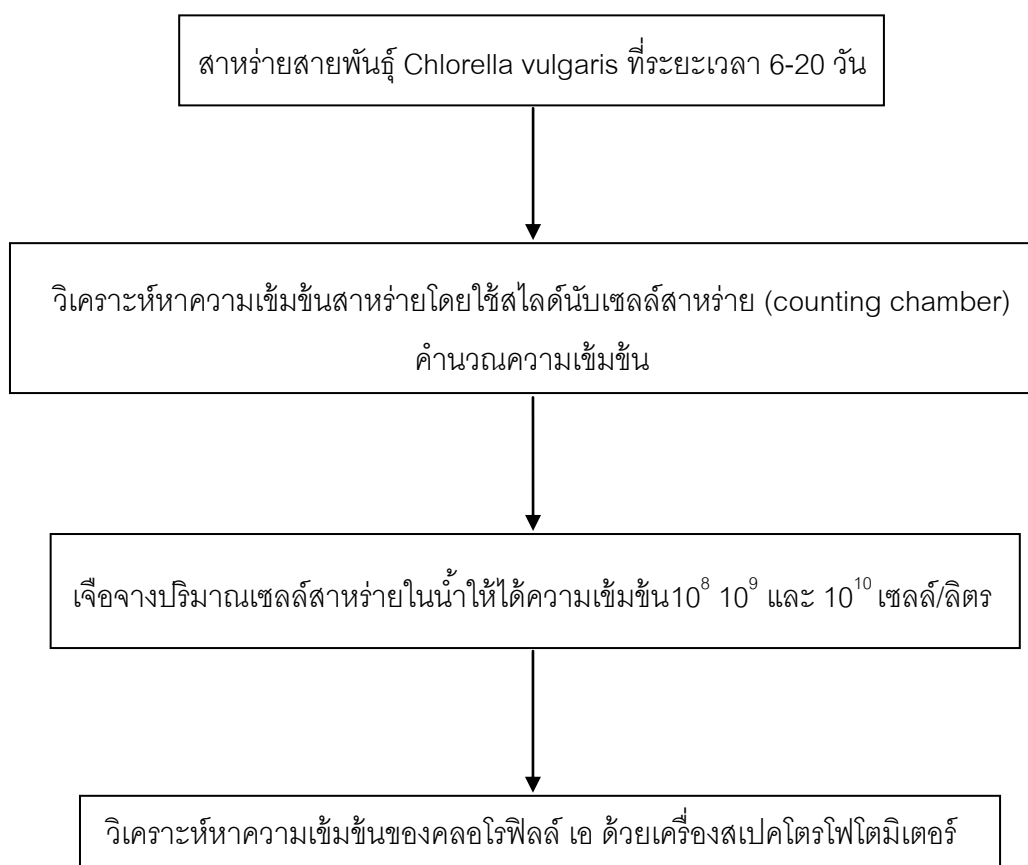 สาหร่ายสายพันธุ์ Chlorella vulgaris ที่ระยะเวลา 6-20 วัน
วิเคราะห์หาความเข้มข้นสาหร่ายโดยใช้สไลด์นับเซลล์สาหร่าย (counting chamber)
คำนวณความเข้มข้น
เจือจางปริมาณเซลล์สาหร่ายในน้ำให้ได้ความเข้มข้น10⁸ 10⁹ และ 10¹⁰ เซลล์/ลิตร
วิเคราะห์หาความเข้มข้นของคลอโรฟิลล์ เอ ด้วยเครื่องสเปคโตรโฟโตมิเตอร์